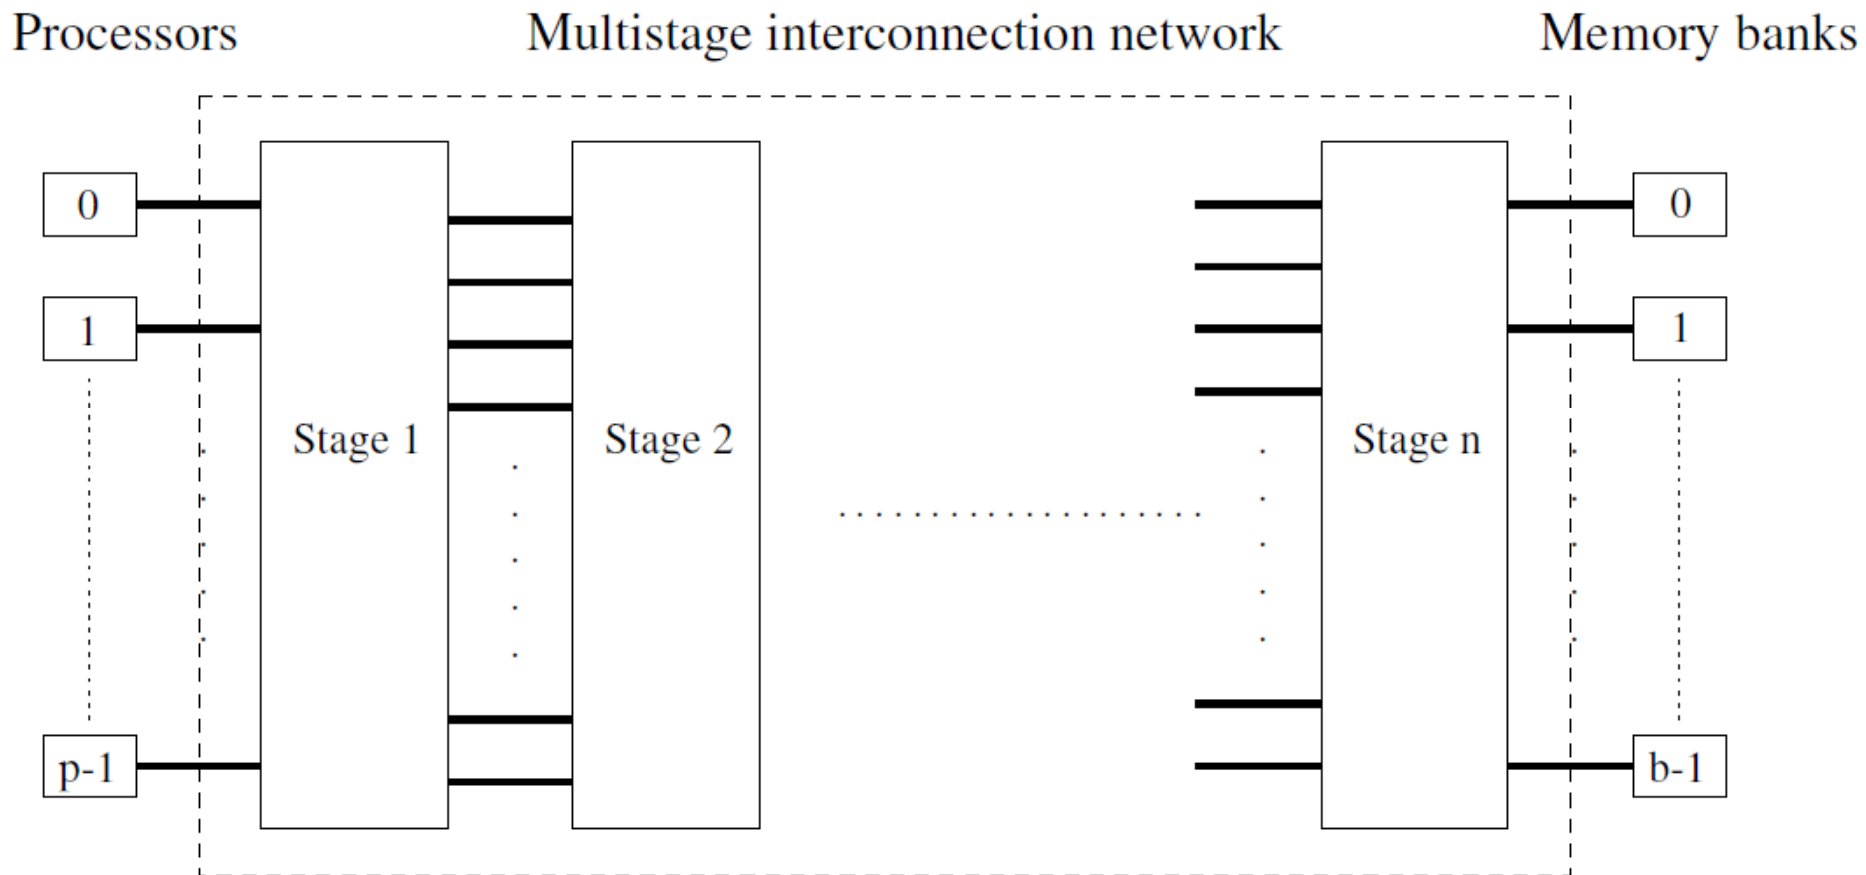 Processors Multistage interconnection network Memory banks
0 0
1 1
Stage 1 Stage 2 Stage n
p-1 b-1